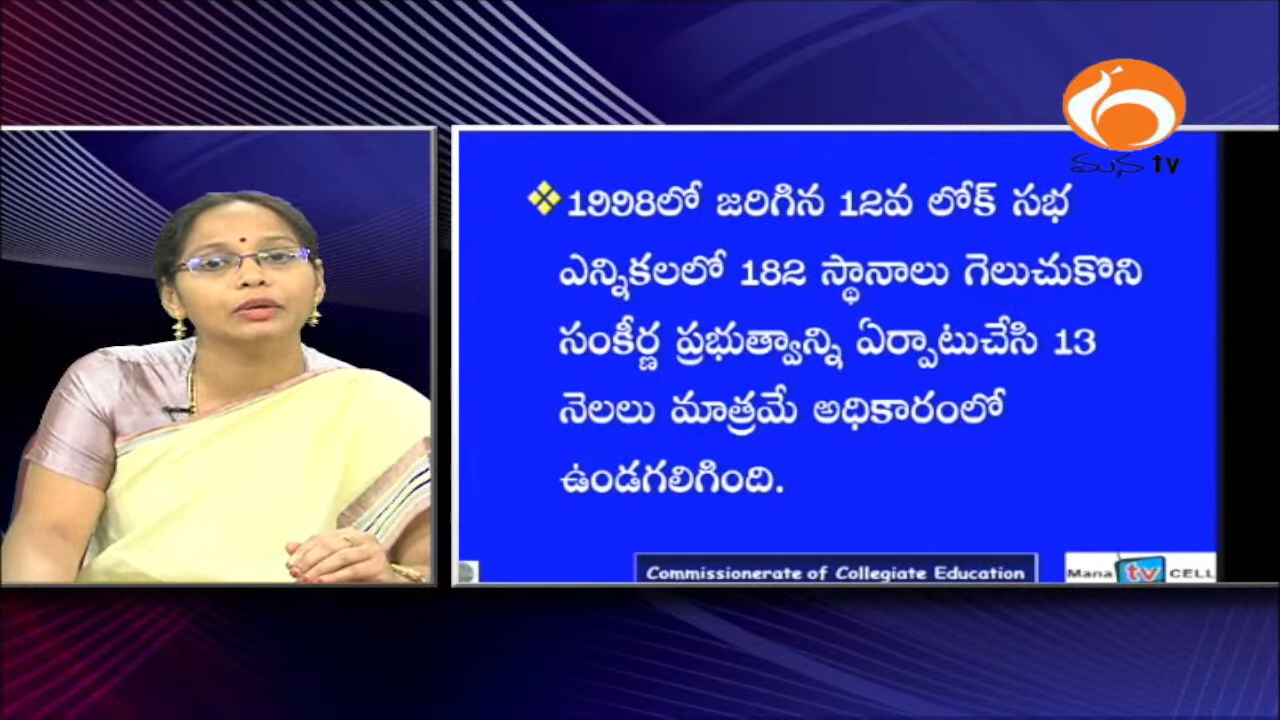 మన tv
1998లో జరిగిన 12వ లోక్ సభ
ఎన్నికలలో 182 స్థానాలు గెలుచుకొని
సంకీర్ణ ప్రభుత్వాన్ని ఏర్పాటుచేసి 13
నెలలు మాత్రమే అధికారంలో
ఉండగలిగింది.
Commissionerate of Collegiate Education
Mana tv CELL